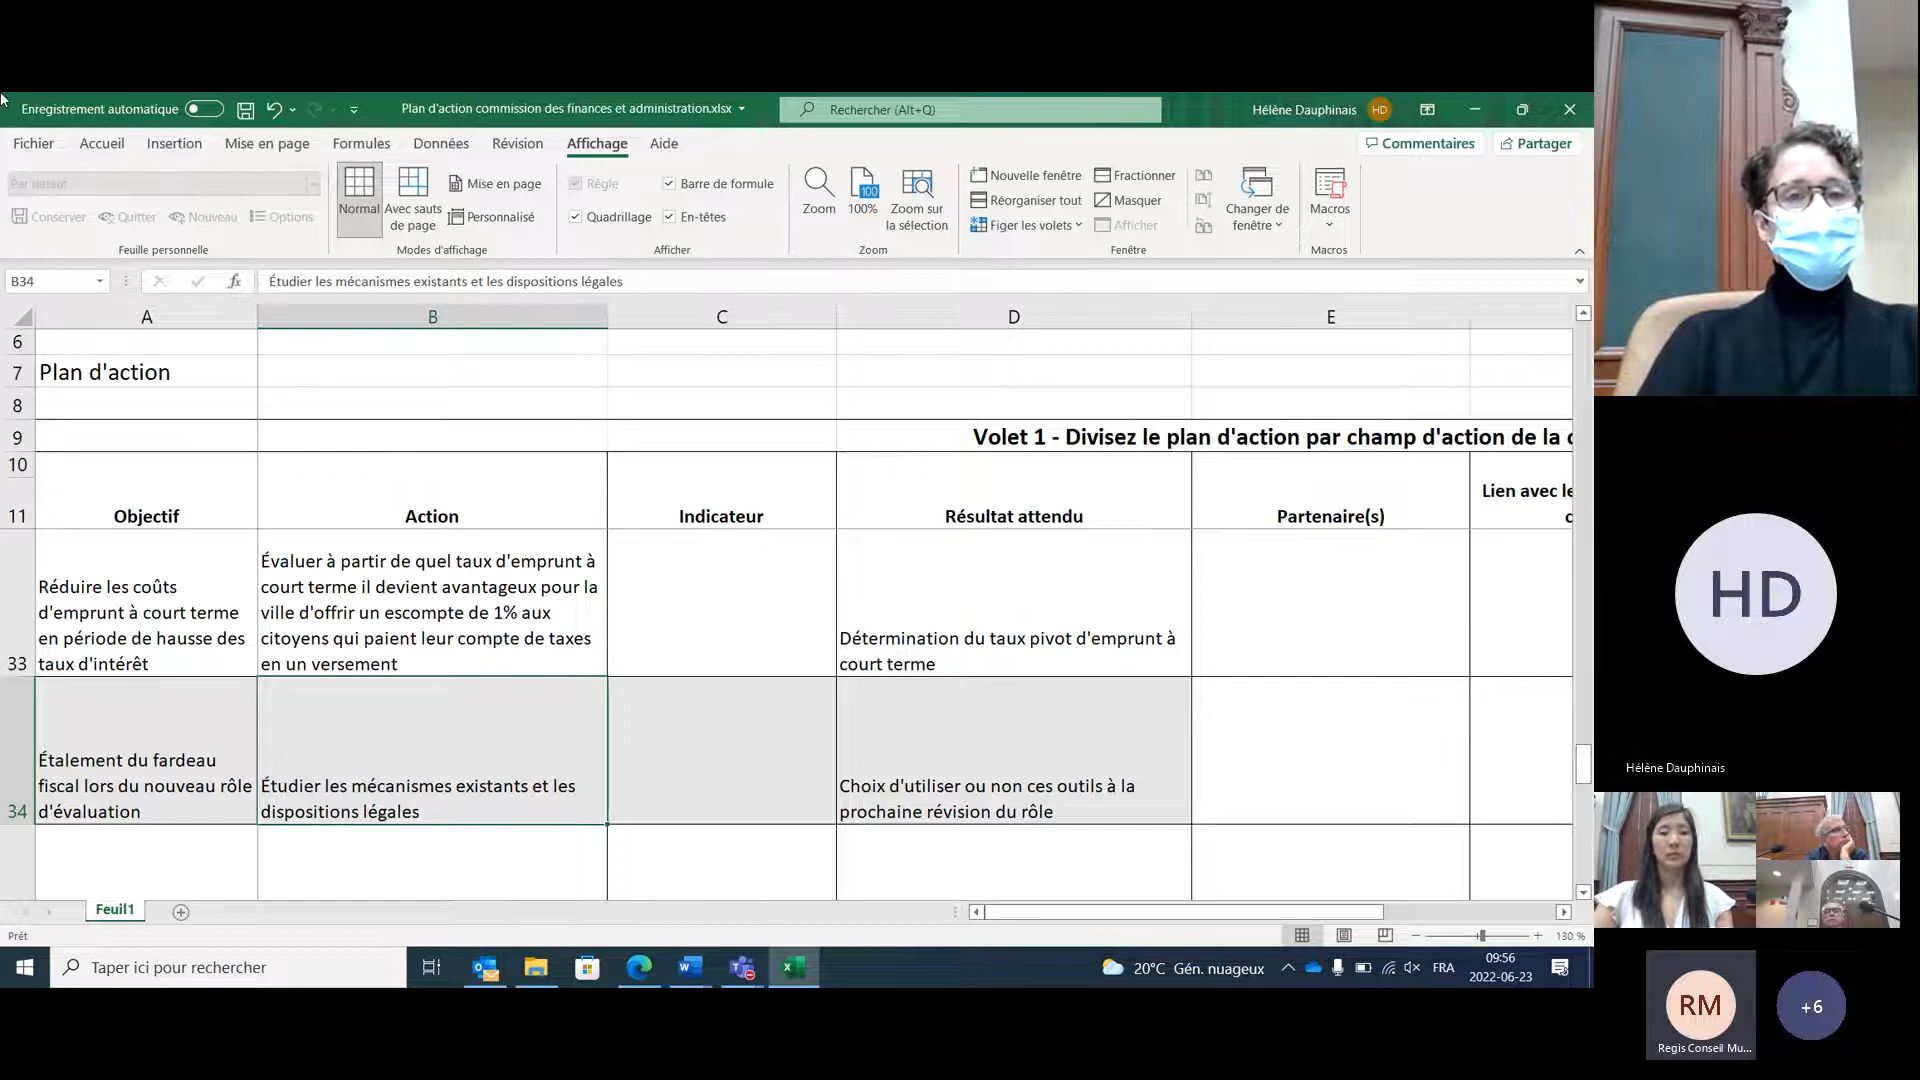 Enregistrement automatique
Plan d'action commission des finances et administration.xlsx
Rechercher (Alt+Q)
Hélène Dauphinais
HD
Fichier
Accueil
Insertion
Mise en page
Formules
Données
Révision
Affichage
Aide
Commentaires
Partager
Par défaut
Conserver
Quitter
Nouveau
Options
Feuille personnelle
Normal
Avec sauts
de page
Mise en page
Personnalisé
Modes d'affichage
Règle
Barre de formule
Quadrillage
En-têtes
Afficher
Zoom
100
100%
Zoom sur
la sélection
Zoom
Nouvelle fenêtre
Réorganiser tout
Figer les volets
Fractionner
Masquer
Afficher
Changer de
fenêtre
Fenêtre
Macros
Macros
B34
fx
Étudier les mécanismes existants et les dispositions légales
A B C D E
6
7 Plan d'action
8
9 Volet 1 - Divisez le plan d'action par champ d'action de la
10
11 Objectif Action Indicateur Résultat attendu Partenaire(s)
Lien avec le
Réduire les coûts
d'emprunt à court terme
en période de hausse des
taux d'intérêt
Évaluer à partir de quel taux d'emprunt à
court terme il devient avantageux pour la
ville d'offrir un escompte de 1% aux
citoyens qui paient leur compte de taxes
en un versement
Détermination du taux pivot d'emprunt à
court terme
33
Étalement du fardeau
fiscal lors du nouveau rôle
d'évaluation
Étudier les mécanismes existants et les
dispositions légales
Choix d'utiliser ou non ces outils à la
prochaine révision du rôle
34
Feuil1
Prêt
130 %
Taper ici pour rechercher
20°C Gén. nuageux
FRA
09:56
2022-06-23
HD
Hélène Dauphinais
RM
Regis Conseil Mu...
+6